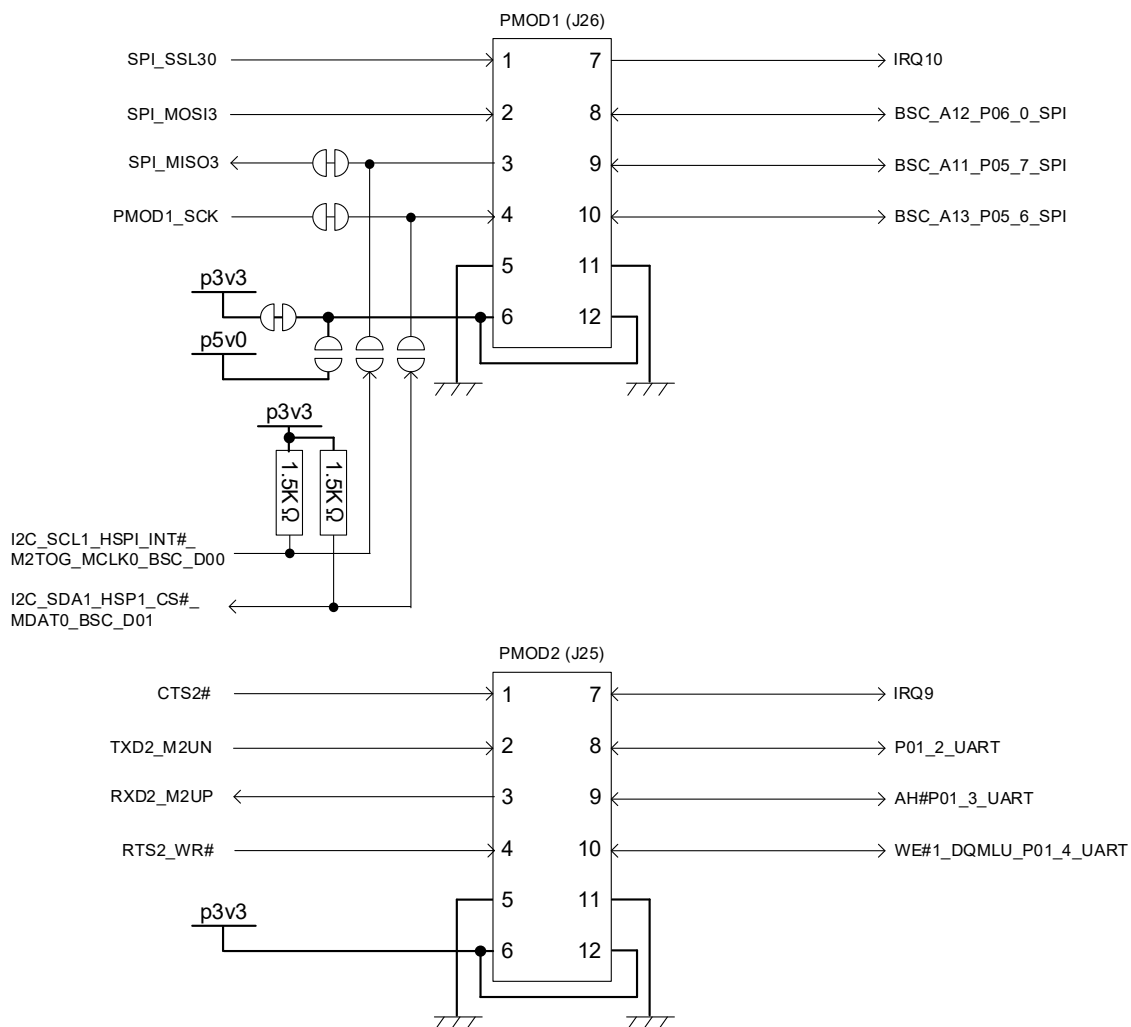 PMOD1 (J26)
SPI_SSL30
1
7
IRQ10
SPI_MOSI3
2
8
BSC_A12_P06_0_SPI
SPI_MISO3
3
9
BSC_A11_P05_7_SPI
PMOD1_SCK
4
10
BSC_A13_P05_6_SPI
5
11
p3v3
6
12
p5v0
p3v3
1.5KΩ
1.5KΩ
I2C_SCL1_HSPI_INT#_
M2TOG_MCLK0_BSC_D00
I2C_SDA1_HSP1_CS#_
MDAT0_BSC_D01
PMOD2 (J25)
CTS2#
1
7
IRQ9
TXD2_M2UN
2
8
P01_2_UART
RXD2_M2UP
3
9
AH#P01_3_UART
RTS2_WR#
4
10
WE#1_DQMLU_P01_4_UART
5
11
p3v3
6
12